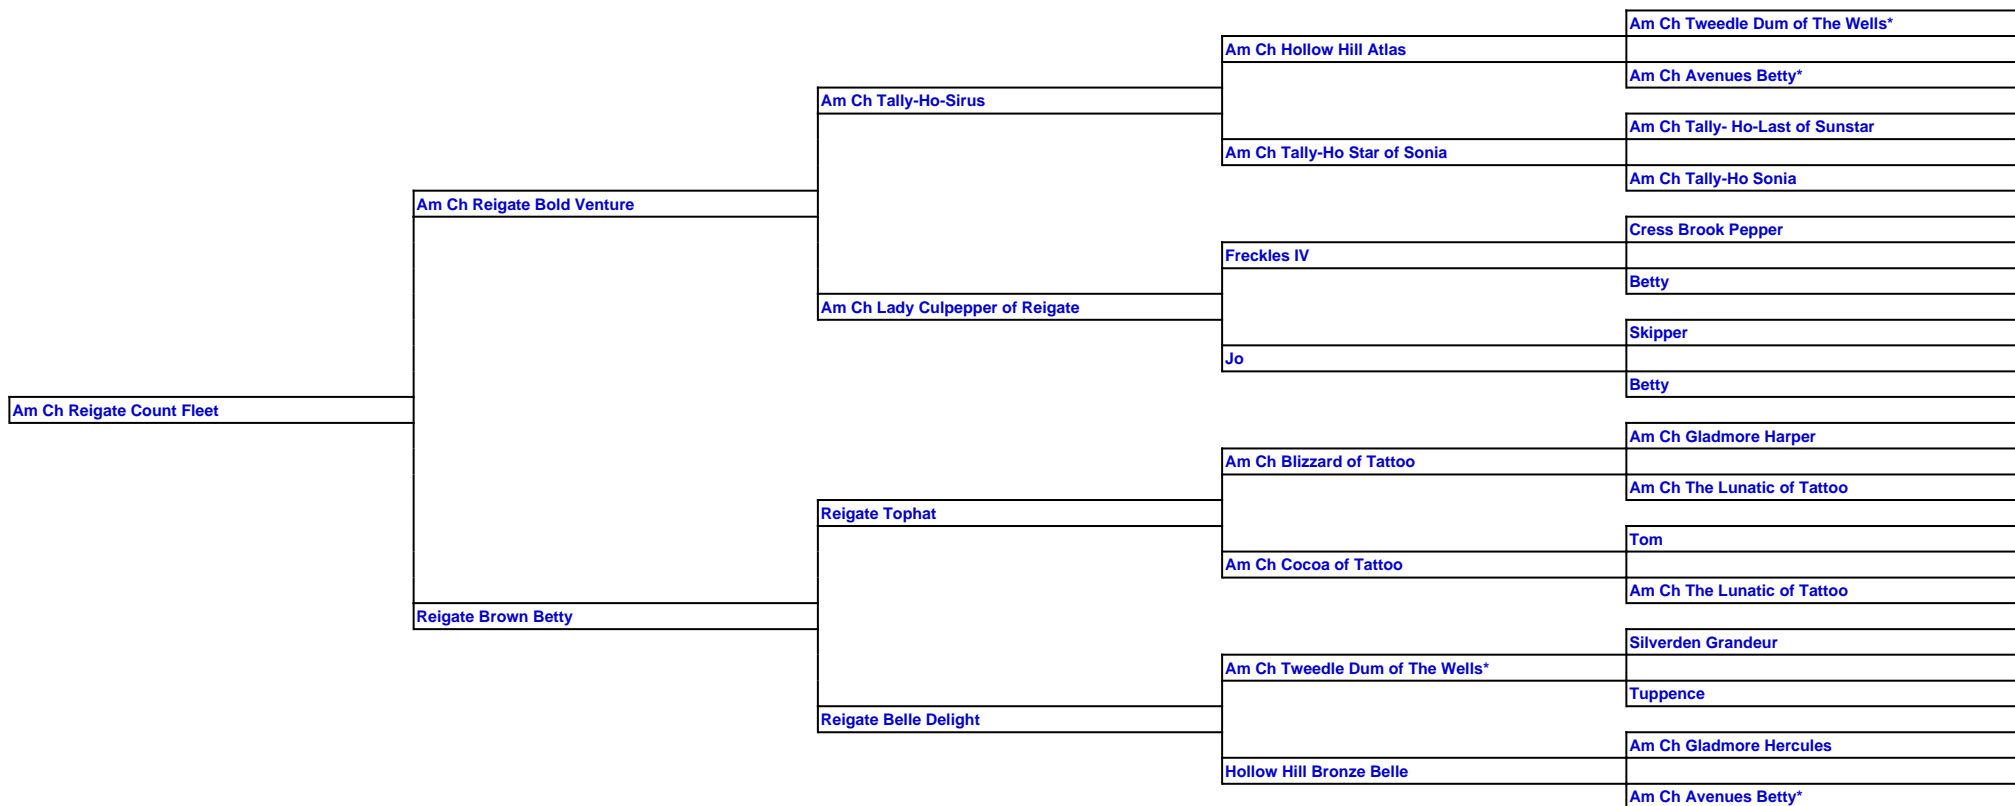 Am Ch Tweedle Dum of The Wells*
Am Ch Hollow Hill Atlas
Am Ch Avenues Betty*
Am Ch Tally-Ho-Sirus
Am Ch Tally- Ho-Last of Sunstar
Am Ch Tally-Ho Star of Sonia
Am Ch Tally-Ho Sonia
Am Ch Reigate Bold Venture
Cress Brook Pepper
Freckles IV
Betty
Am Ch Lady Culpepper of Reigate
Skipper
Jo
Betty
Am Ch Reigate Count Fleet
Am Ch Gladmore Harper
Am Ch Blizzard of Tattoo
Am Ch The Lunatic of Tattoo
Reigate Tophat
Tom
Am Ch Cocoa of Tattoo
Am Ch The Lunatic of Tattoo
Reigate Brown Betty
Silverden Grandeur
Am Ch Tweedle Dum of The Wells*
Tuppence
Reigate Belle Delight
Am Ch Gladmore Hercules
Hollow Hill Bronze Belle
Am Ch Avenues Betty*